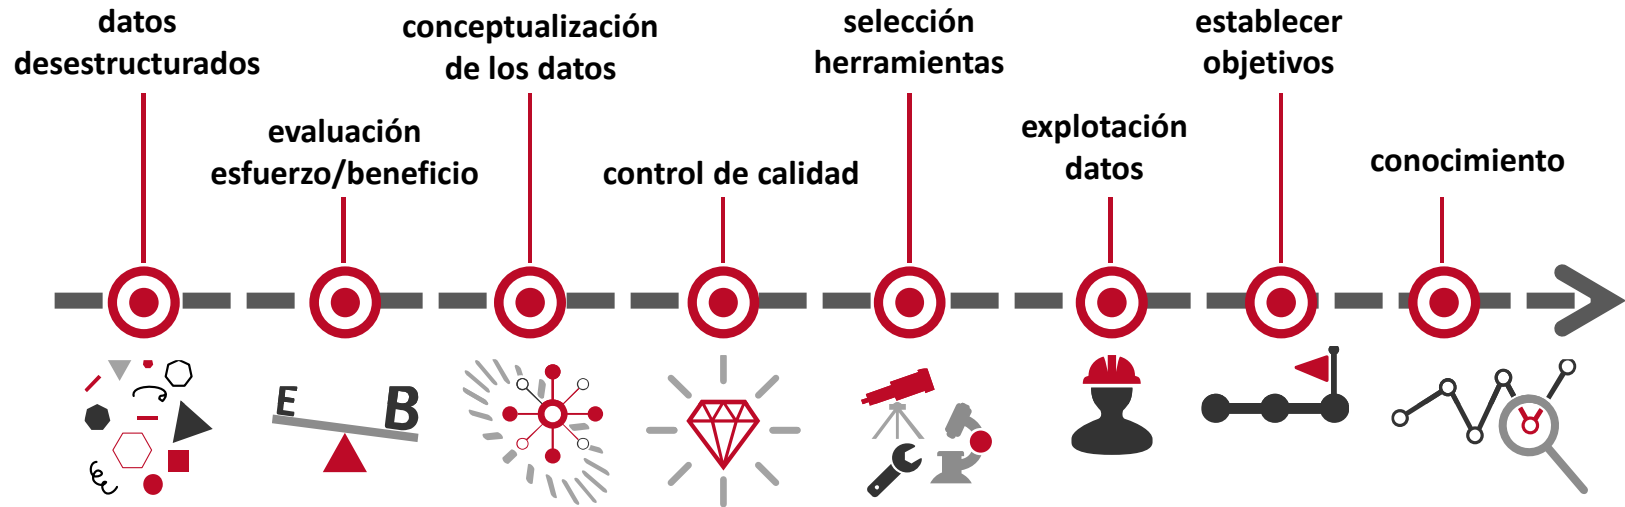 datos
desestructurados
evaluación
esfuerzo/beneficio
conceptualización
de los datos
control de calidad
selección
herramientas
explotación
datos
establecer
objetivos
conocimiento
E
B